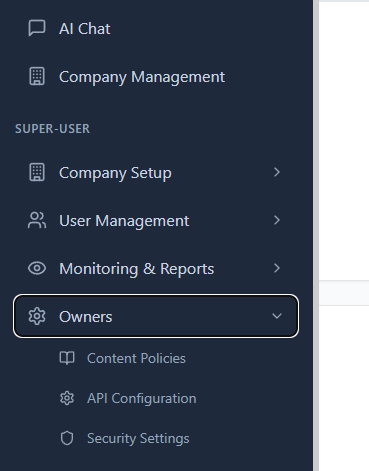 AI Chat
Company Management
SUPER-USER
Company Setup
User Management
Monitoring & Reports
Owners
Content Policies
API Configuration
Security Settings